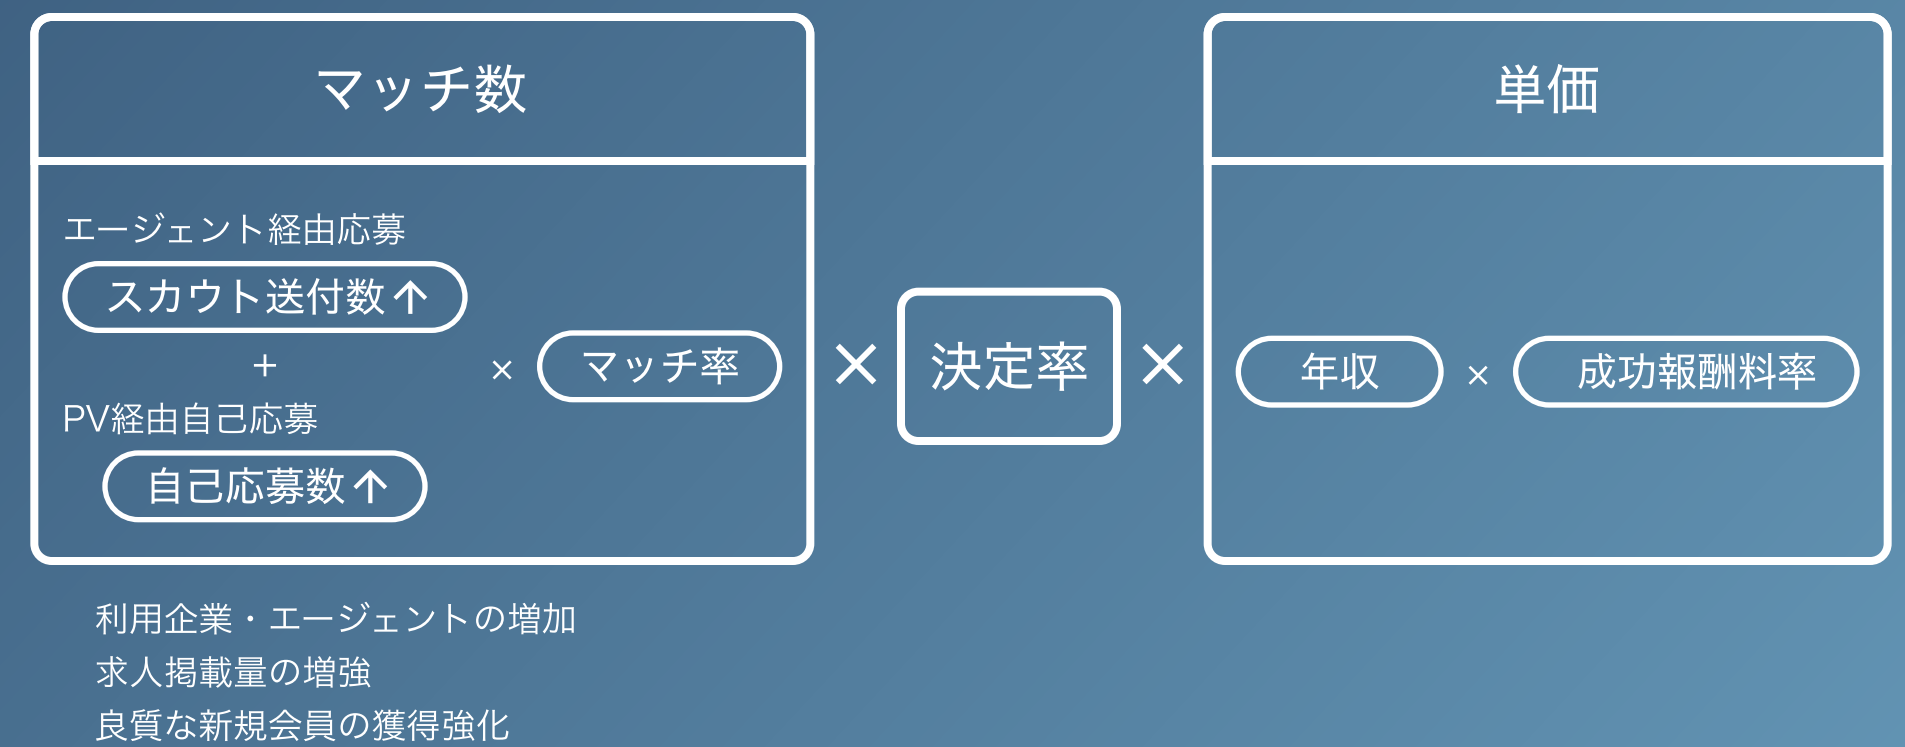 マッチ数
エージェント経由応募
スカウト送付数↑
+
PV経由自己応募
自己応募数↑
×
マッチ率
×
決定率
×
単価
年収
×
成功報酬料率
利用企業・エージェントの増加
求人掲載量の増強
良質な新規会員の獲得強化